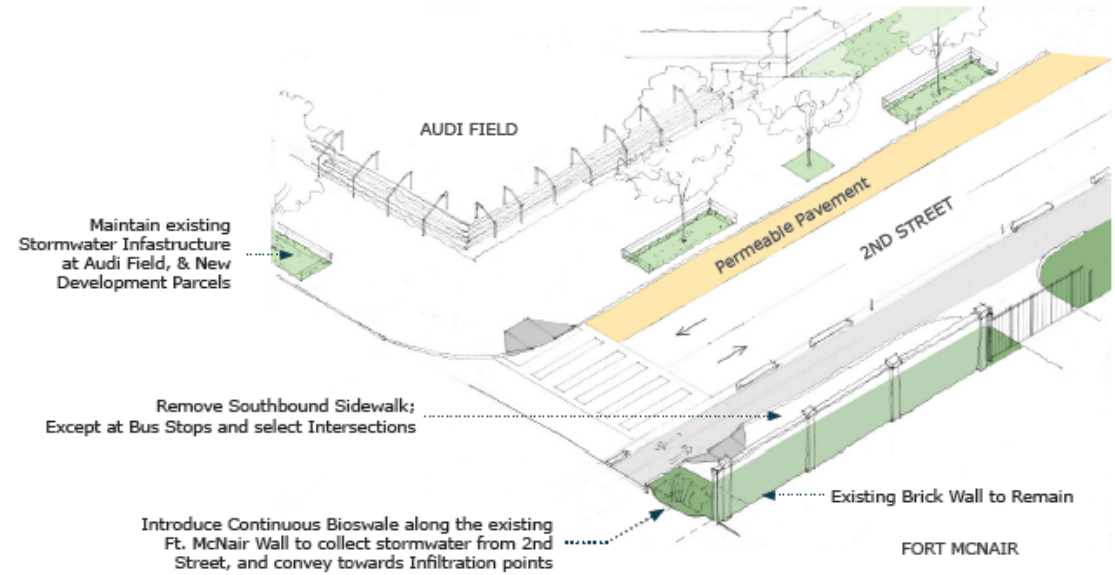 AUDI FIELD
Maintain existing
Stormwater Infastructure
at Audi Field, & New
Development Parcels
Permeable Pavement
2ND STREET
Remove Southbound Sidewalk;
Except at Bus Stops and select Intersections
Existing Brick Wall to Remain
Introduce Continuous Bioswale along the existing
Ft. McNair Wall to collect stormwater from 2nd
Street, and convey towards Infiltration points
FORT MCNAIR